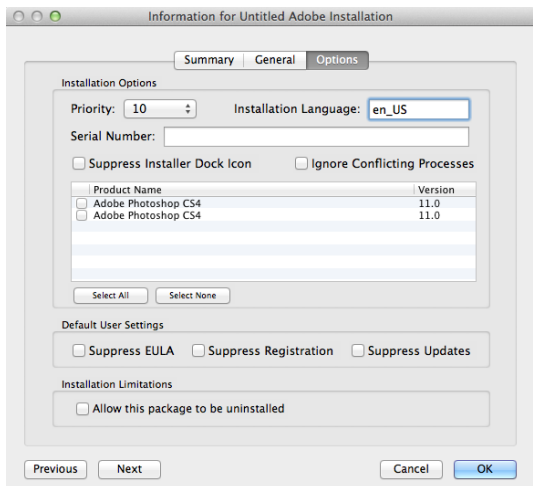 Information for Untitled Adobe Installation
Summary General Options
Installation Options
Priority: 10 Installation Language: en_US
Serial Number:
Suppress Installer Dock Icon Ignore Conflicting Processes
Product Name Version
Adobe Photoshop CS4 11.0
Adobe Photoshop CS4 11.0
Select All Select None
Default User Settings
Suppress EULA Suppress Registration Suppress Updates
Installation Limitations
Allow this package to be uninstalled
Previous Next Cancel OK